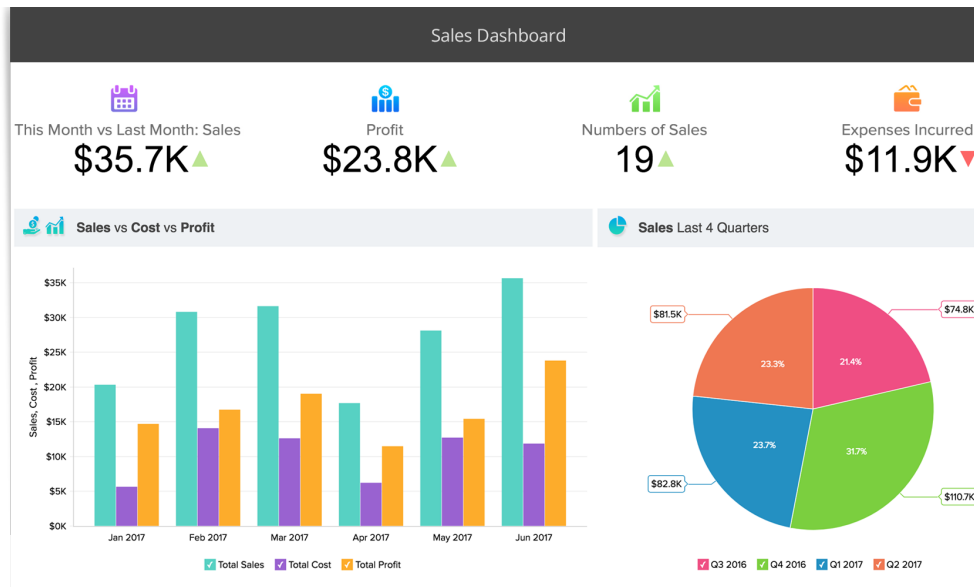 Sales Dashboard
This Month vs Last Month: Sales
$35.7K
Profit
$23.8K
Numbers of Sales
19
Expenses Incurred
$11.9K
Sales vs Cost vs Profit
Sales, Cost , Profit
$35K
$30K
$25K
$20K
$15K
$10K
$5K
$0K
Jan 2017
Feb 2017
Mar 2017
Apr 2017
May 2017
Jun 2017
Total Sales
Total Cost
Total Profit
Sales Last 4 Quarters
$81.5K
$74.8K
23.3%
21.4%
23.7%
31.7%
$82.8K
$110.7K
Q3 2016
Q4 2016
Q1 2017
Q2 2017